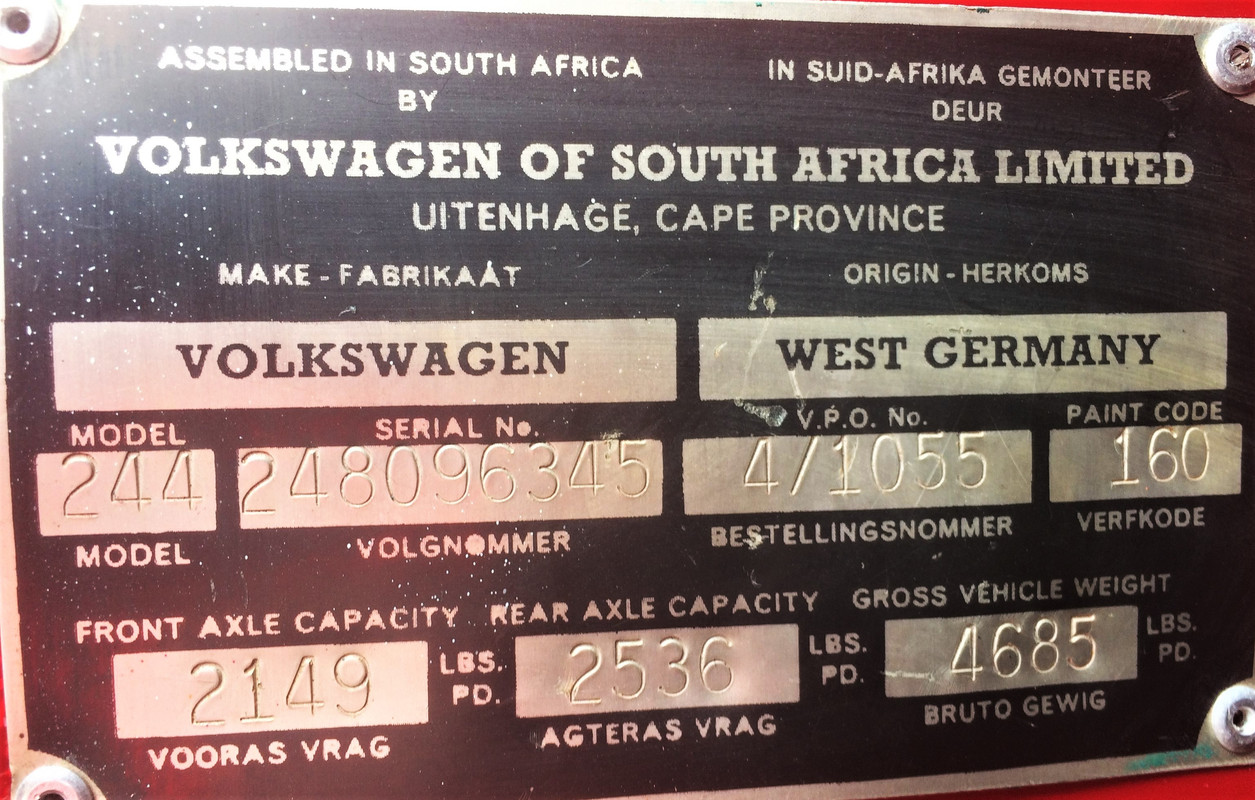 ASSEMBLED IN SOUTH AFRICA IN SUID-AFRIKA GEMONTEER
BY DEUR
VOLKSWAGEN OF SOUTH AFRICA LIMITED
UITENHAGE, CAPE PROVINCE
MAKE - FABRIKAAT ORIGIN - HERKOMS
VOLKSWAGEN WEST GERMANY
MODEL SERIAL No. V.P.O. No. PAINT CODE
244 248096345 4/1055 160
MODEL VOLGNOMMER BESTELLINGSNOMMER VERFKODE
FRONT AXLE CAPACITY REAR AXLE CAPACITY GROSS VEHICLE WEIGHT
2149 LBS. 2536 LBS. 4685 LBS.
PD. PD. PD.
VOORAS VRAG AGTERAS VRAG BRUTO GEWIG